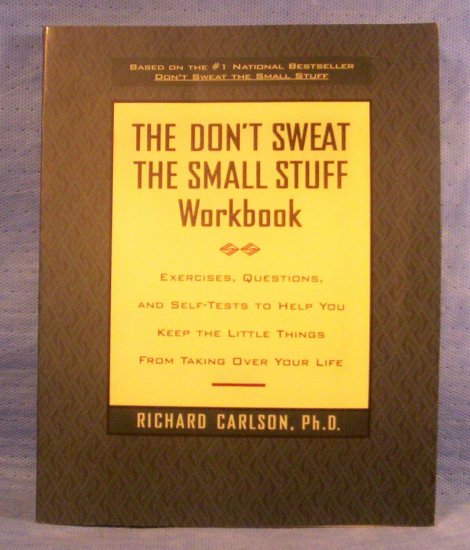 BASED ON THE #1 NATIONAL BESTSELLER
DON'T SWEAT THE SMALL STUFF
THE DON'T SWEAT
THE SMALL STUFF
Workbook
EXERCISES, QUESTIONS,
AND SELF-TESTS TO HELP YOU
KEEP THE LITTLE THINGS
FROM TAKING OVER YOUR LIFE
RICHARD CARLSON, Ph.D.